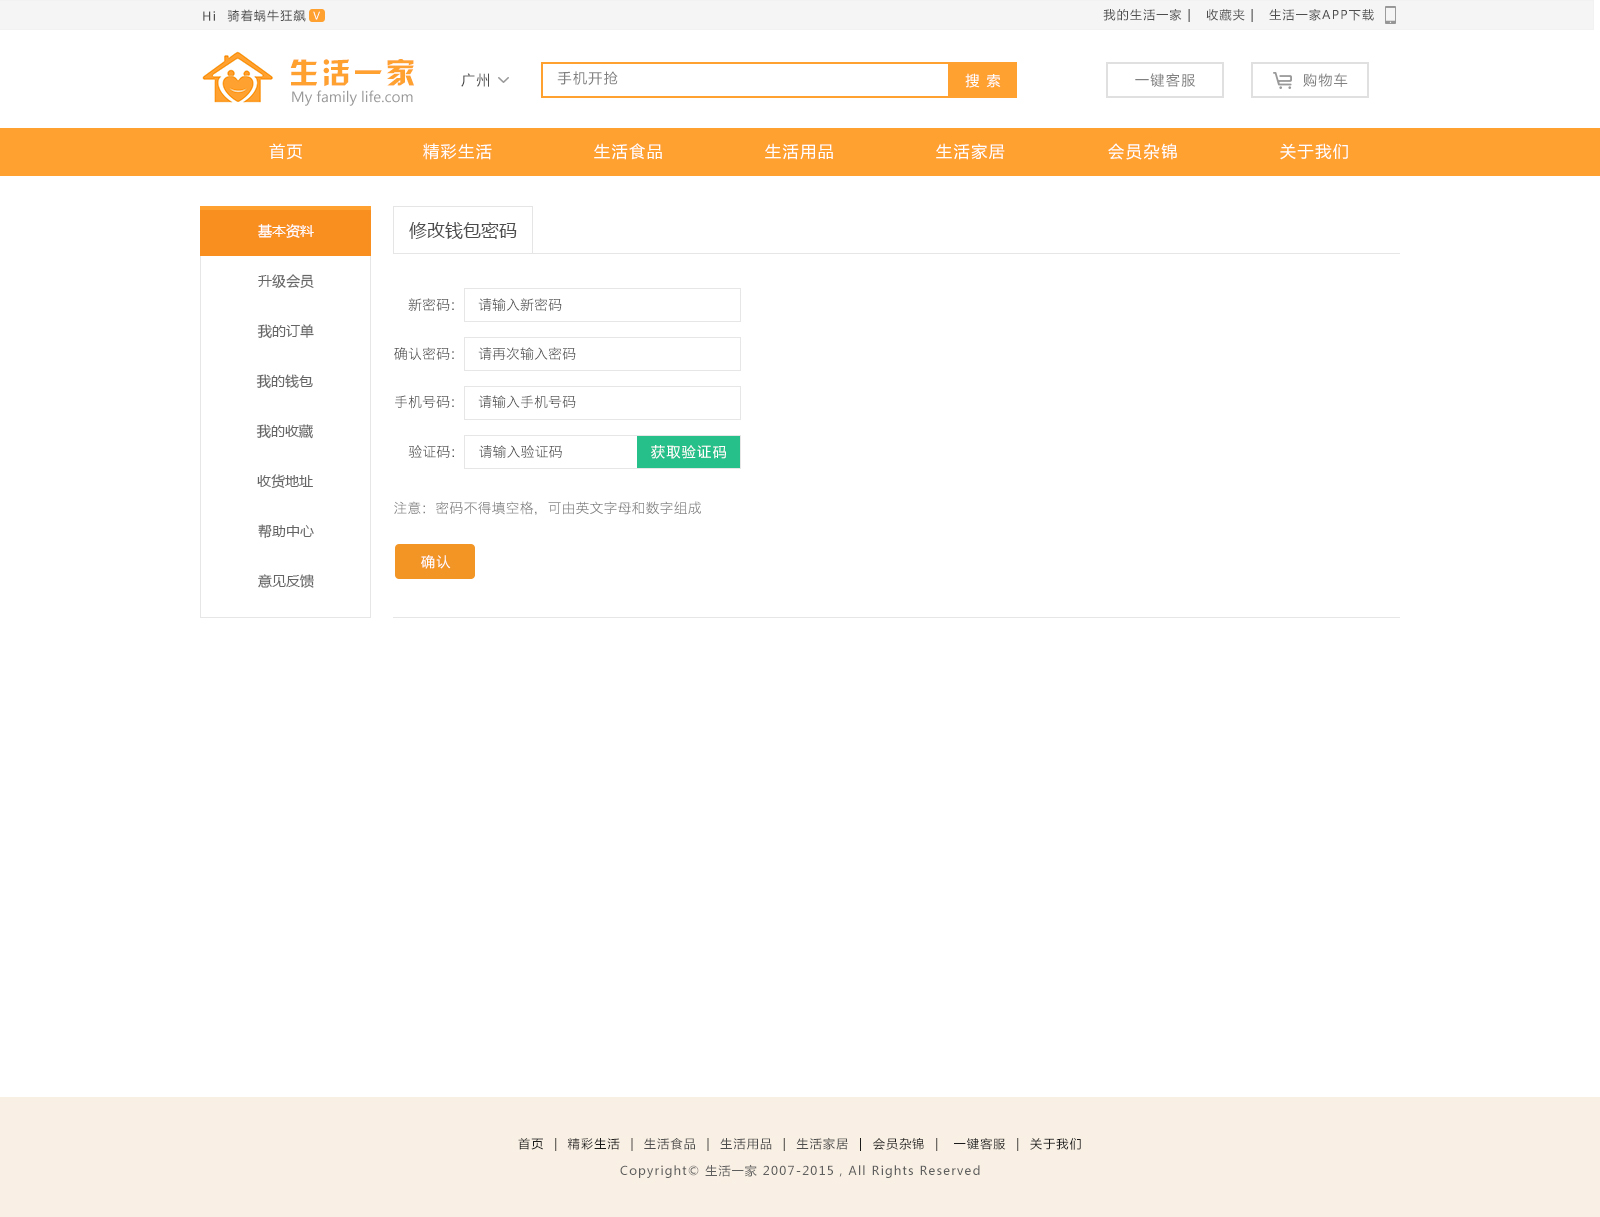 Hi 骑着蜗牛狂飙 V 我的生活一家 | 收藏夹 | 生活一家APP下载
生活一家
My family life.com
广州 手机开抢 搜 索 一键客服 购物车
首页 精彩生活 生活食品 生活用品 生活家居 会员杂锦 关于我们
基本资料
升级会员
我的订单
我的钱包
我的收藏
收货地址
帮助中心
意见反馈
修改钱包密码
新密码： 请输入新密码
确认密码： 请再次输入密码
手机号码： 请输入手机号码
验证码： 请输入验证码 获取验证码
注意：密码不得填空格，可由英文字母和数字组成
确认
首页 | 精彩生活 | 生活食品 | 生活用品 | 生活家居 | 会员杂锦 | 一键客服 | 关于我们
Copyright© 生活一家 2007-2015 , All Rights Reserved